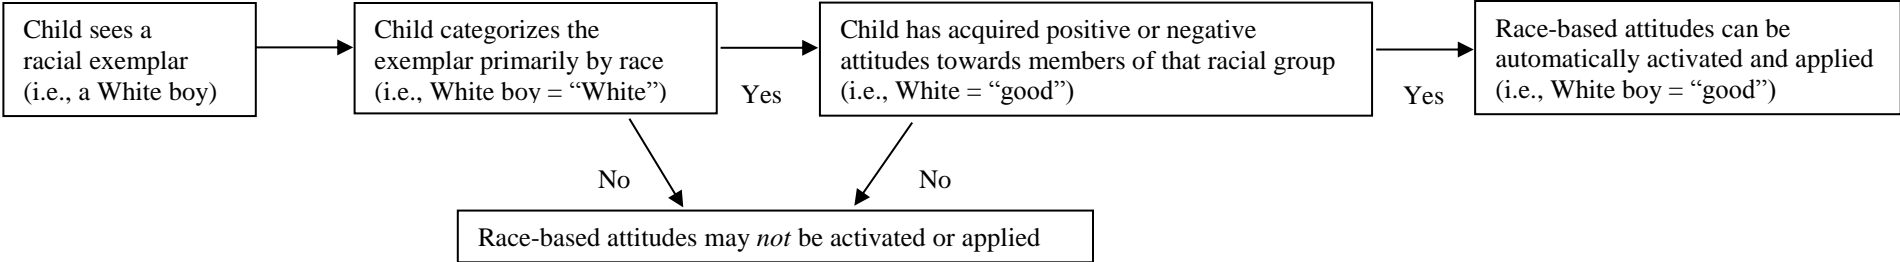 Child sees a
racial exemplar
(i.e., a White boy)
Child categorizes the
exemplar primarily by race
(i.e., White boy = “White”)
Yes
Child has acquired positive or negative
attitudes towards members of that racial group
(i.e., White = “good”)
Yes
Race-based attitudes can be
automatically activated and applied
(i.e., White boy = “good”)
No
No
Race-based attitudes may not be activated or applied